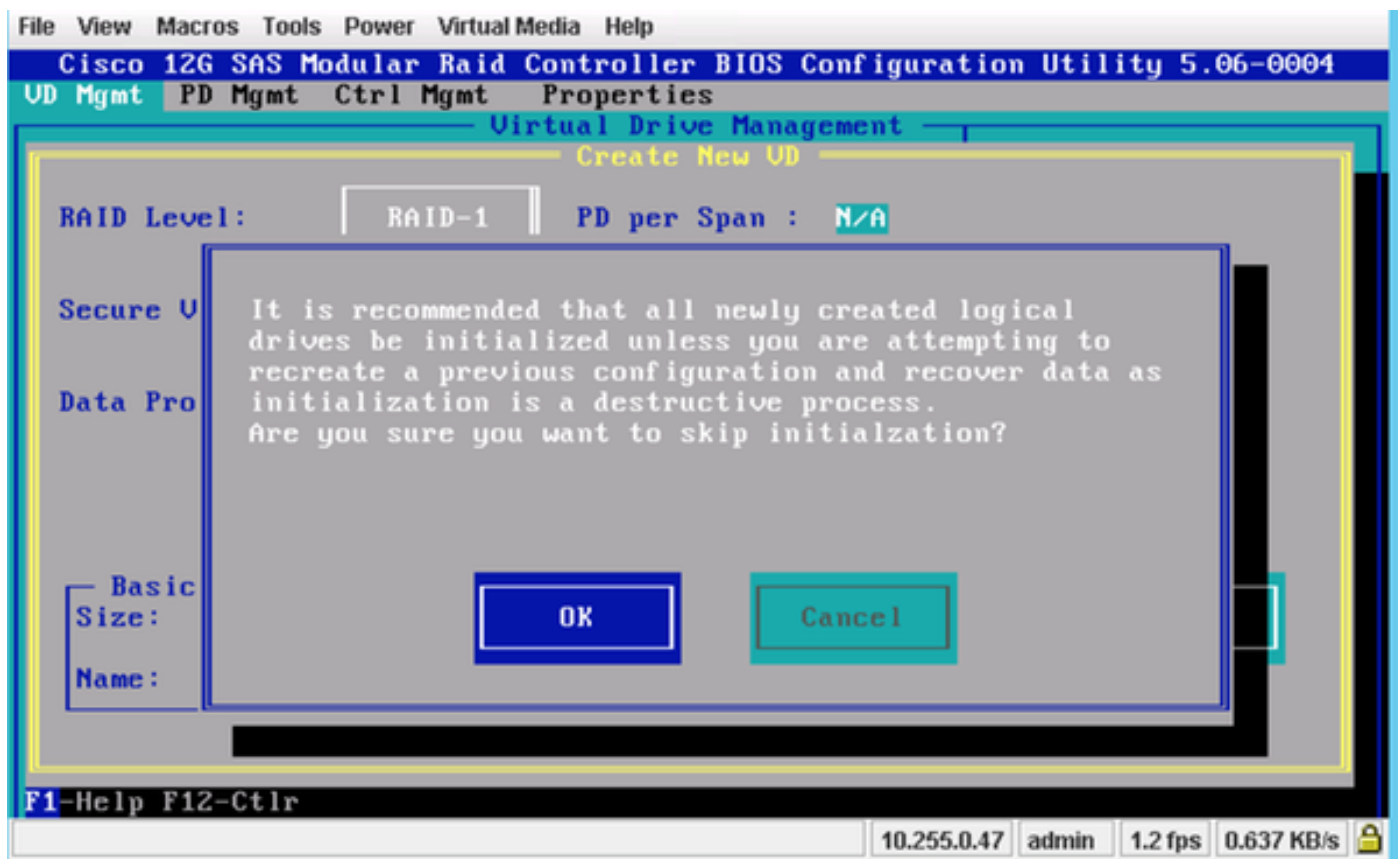 File View Macros Tools Power Virtual Media Help
Cisco 12G SAS Modular Raid Controller BIOS Configuration Utility 5.06-0004
VD Mgmt PD Mgmt Ctrl Mgmt Properties
Virtual Drive Management
Create New VD
RAID Level: RAID-1 PD per Span : N/A
Secure V
It is recommended that all newly created logical
drives be initialized unless you are attempting to
recreate a previous configuration and recover data as
Data Pro initialization is a destructive process.
Are you sure you want to skip initialzation?
Basic
Size:
OK Cancel
Name:
F1-Help F12-Ctlr
10.255.0.47 admin 1.2 fps 0.637 KB/s